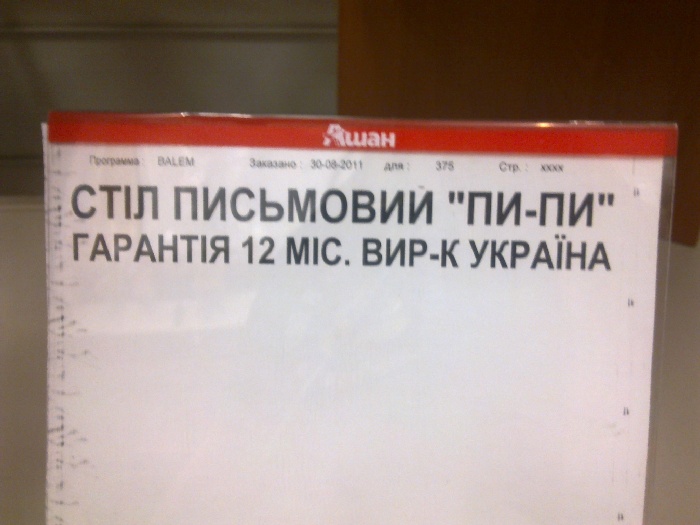 Ашан
Программа : BALEM Заказано : 30-08-2011 для : 375 Стр. : xxxx
СТІЛ ПИСЬМОВИЙ "ПИ-ПИ"
ГАРАНТІЯ 12 МІС. ВИР-К УКРАЇНА